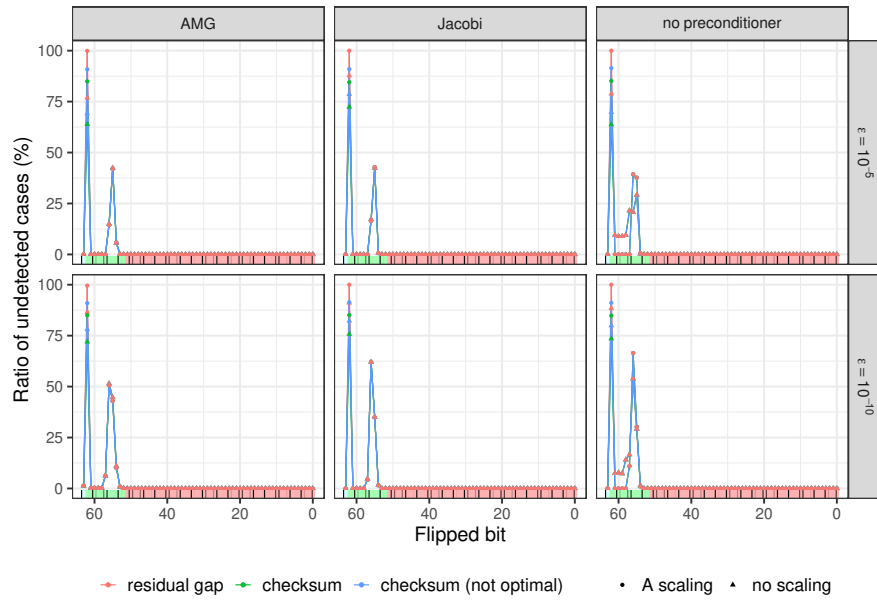 AMG
Jacobi
no preconditioner
100
75
50
25
0
ε = 10⁻⁵
100
75
50
25
0
ε = 10⁻¹⁰
Ratio of undetected cases (%)
60 40 20 0
60 40 20 0
60 40 20 0
Flipped bit
residual gap checksum checksum (not optimal) A scaling no scaling